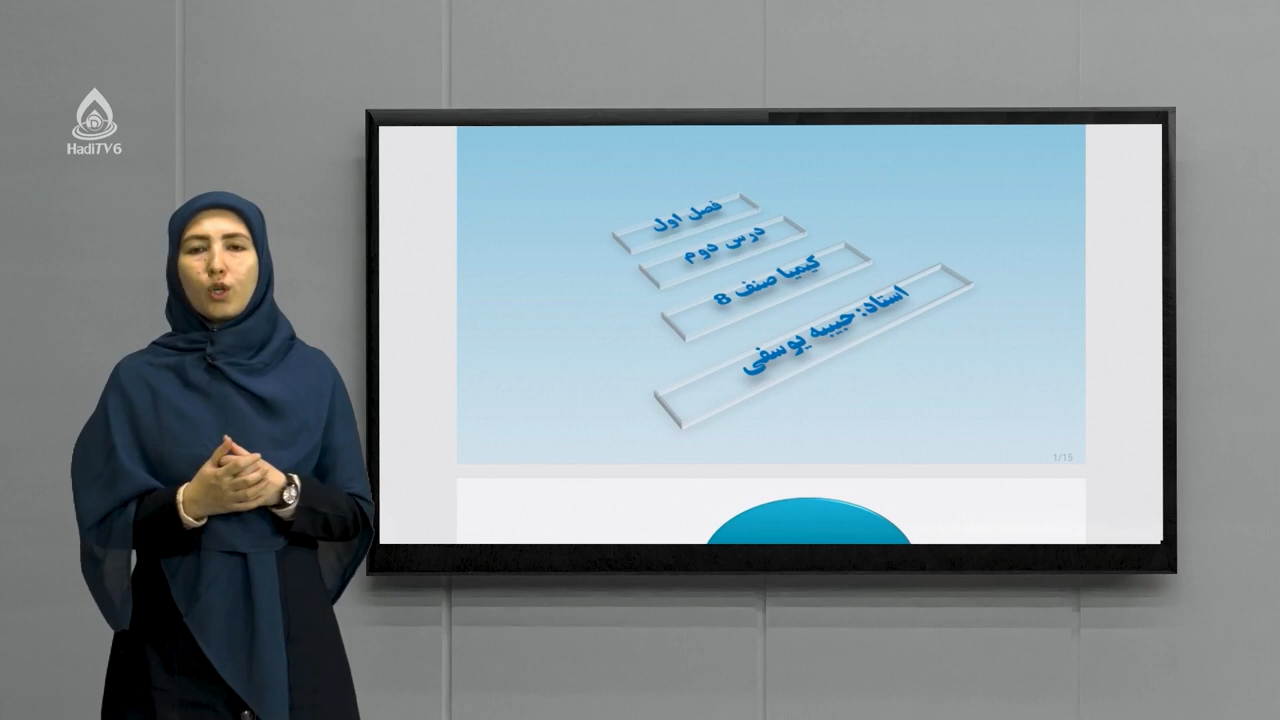 HadiTV6
فصل اول
درس دوم
کیمیا صنف 8
استاد: حبیبه یوسفی
1/15